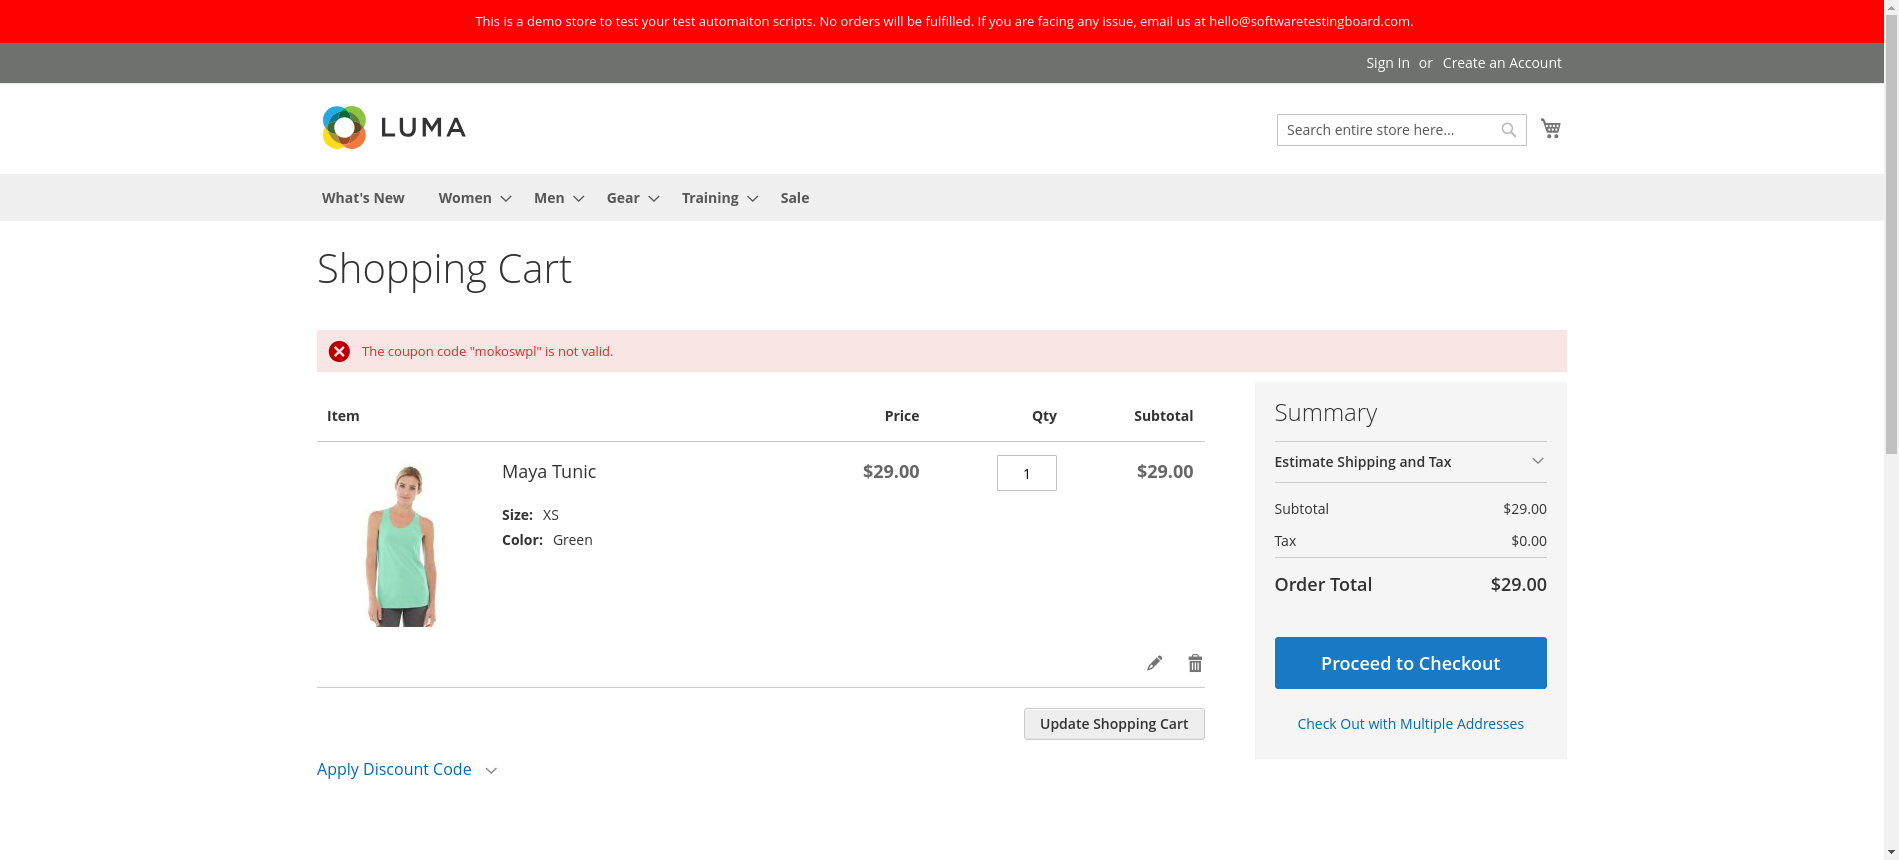 This is a demo store to test your test automaiton scripts. No orders will be fulfilled. If you are facing any issue, email us at hello@softwaretestingboard.com.
Sign In or Create an Account
LUMA
Search entire store here...
What's New Women Men Gear Training Sale
Shopping Cart
The coupon code "mokoswpl" is not valid.
Item Price Qty Subtotal
Maya Tunic $29.00 1 $29.00
Size: XS
Color: Green
Update Shopping Cart
Apply Discount Code
Summary
Estimate Shipping and Tax
Subtotal $29.00
Tax $0.00
Order Total $29.00
Proceed to Checkout
Check Out with Multiple Addresses